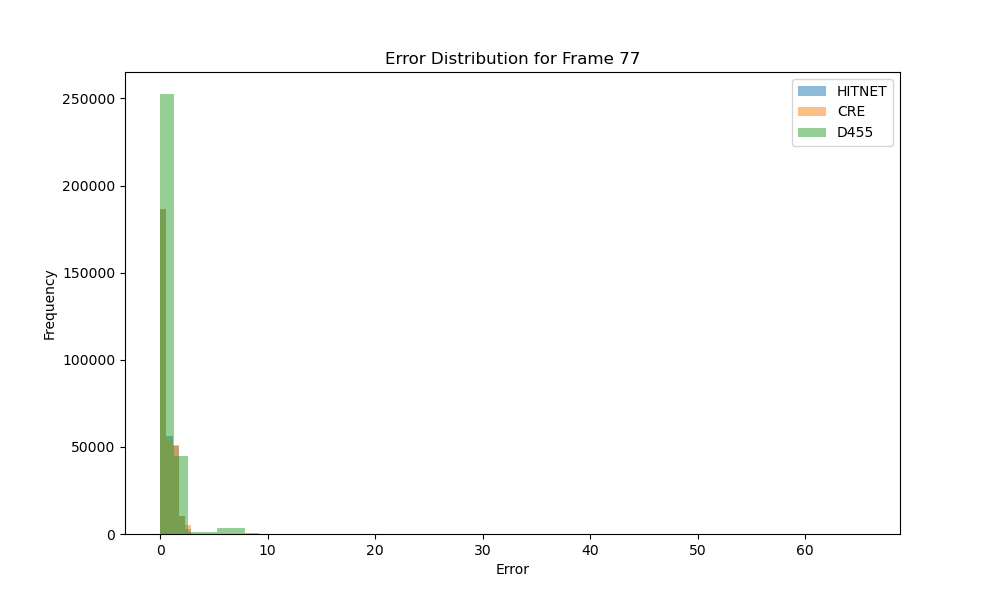 Error Distribution for Frame 77
HITNET
CRE
D455
250000
200000
150000
100000
50000
0
Frequency
0 10 20 30 40 50 60
Error